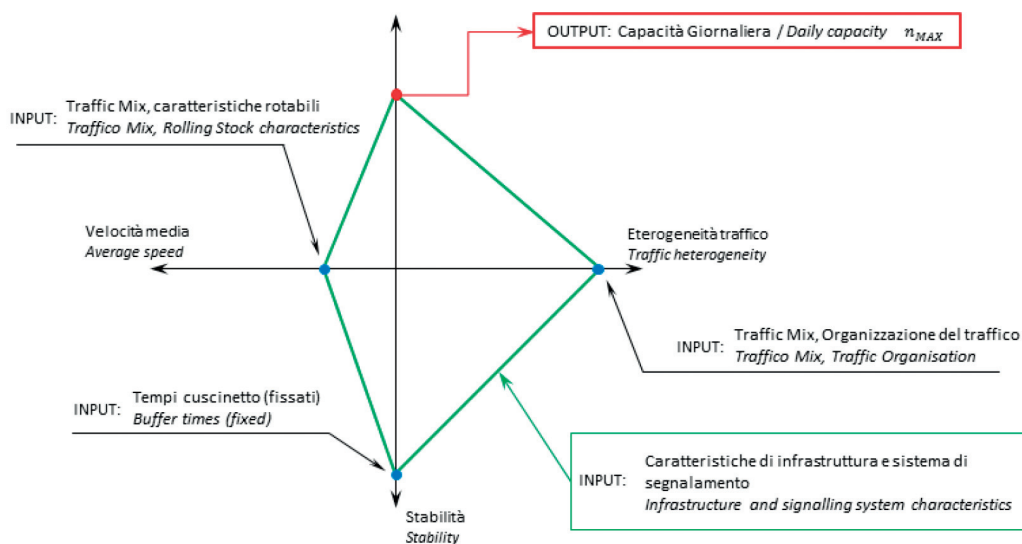 OUTPUT: Capacità Giornaliera / Daily capacity n_MAX
INPUT: Traffic Mix, caratteristiche rotabili
Traffico Mix, Rolling Stock characteristics
Velocità media
Average speed
Eterogeneità traffico
Traffic heterogeneity
INPUT: Traffic Mix, Organizzazione del traffico
Traffico Mix, Traffic Organisation
INPUT: Tempi cuscinetto (fissati)
Buffer times (fixed)
INPUT: Caratteristiche di infrastruttura e sistema di
segnalamento
Infrastructure and signalling system characteristics
Stabilità
Stability